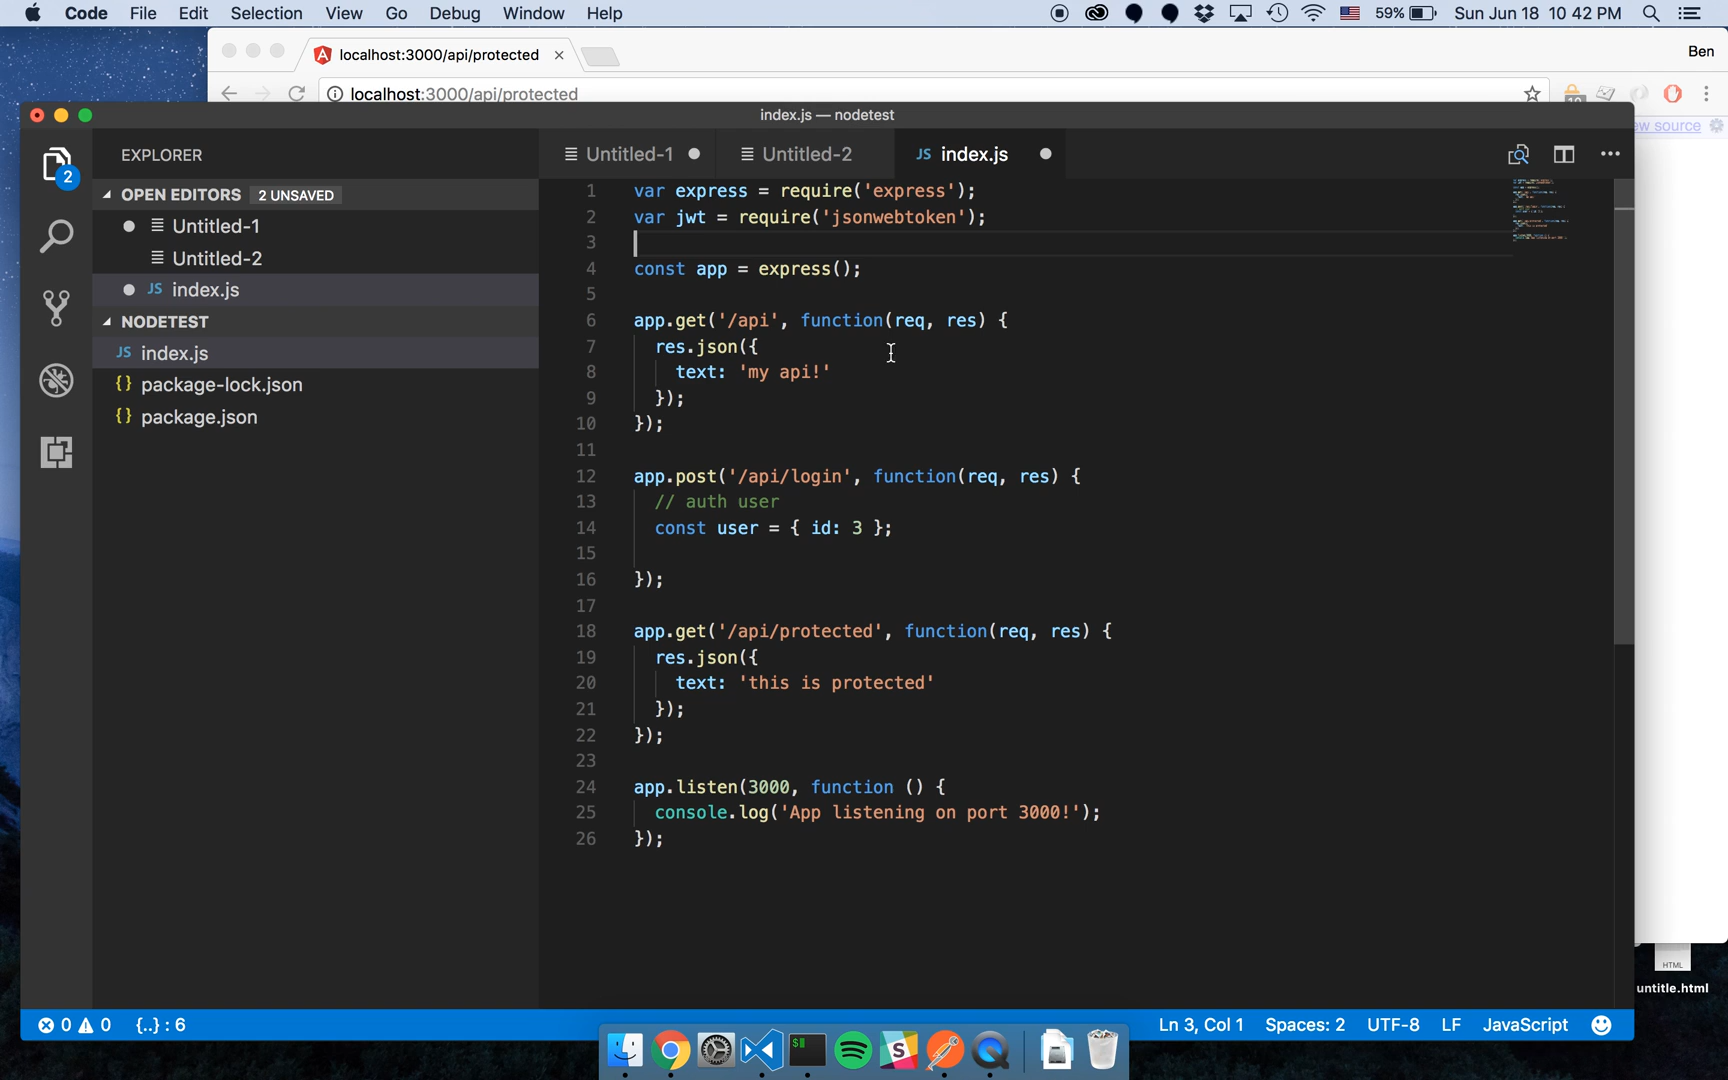 Code File Edit Selection View Go Debug Window Help 59% Sun Jun 18 10:42 PM
localhost:3000/api/protected Ben
localhost:3000/api/protected
index.js — nodetest
ew source
EXPLORER
OPEN EDITORS 2 UNSAVED
Untitled-1
Untitled-2
JS index.js
NODETEST
JS index.js
{} package-lock.json
{} package.json
2
Untitled-1 Untitled-2 JS index.js
1 var express = require('express');
2 var jwt = require('jsonwebtoken');
3
4 const app = express();
5
6 app.get('/api', function(req, res) {
7 res.json({
8 text: 'my api!'
9 });
10 });
11
12 app.post('/api/login', function(req, res) {
13 // auth user
14 const user = { id: 3 };
15
16 });
17
18 app.get('/api/protected', function(req, res) {
19 res.json({
20 text: 'this is protected'
21 });
22 });
23
24 app.listen(3000, function () {
25 console.log('App listening on port 3000!');
26 });
HTML
untitle.html
0 0 {..} : 6 Ln 3, Col 1 Spaces: 2 UTF-8 LF JavaScript